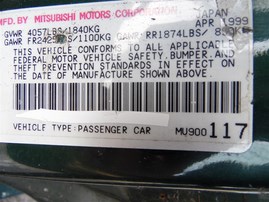 MFD. BY MITSUBISHI MOTORS CORPORATION JAPAN
GVWR 4057LBS/1840KG APR 1999
GAWR FR2425LBS/1100KG GAWR RR1874LBS/ 850KG
THIS VEHICLE CONFORMS TO ALL APPLICABLE
FEDERAL MOTOR VEHICLE SAFETY, BUMPER AND
THEFT PREVENTION STANDARDS IN EFFECT ON
THE DATE OF MANUFACTURE SHOWN ABOVE.
VEHICLE TYPE: PASSENGER CAR MU900 117